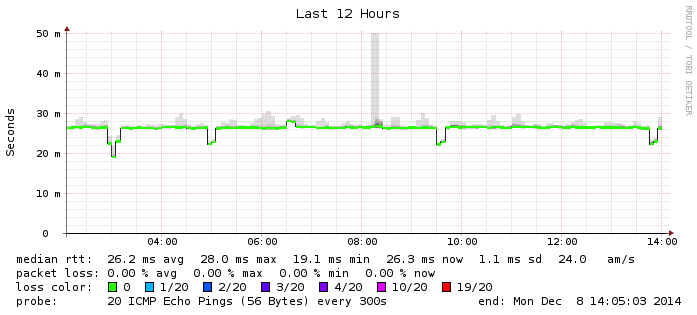 Last 12 Hours
RRDTOOL / TOBI OETIKER
Seconds
50 m
40 m
30 m
20 m
10 m
0
04:00 06:00 08:00 10:00 12:00 14:00
median rtt: 26.2 ms avg 28.0 ms max 19.1 ms min 26.3 ms now 1.1 ms sd 24.0 am/s
packet loss: 0.00 % avg 0.00 % max 0.00 % min 0.00 % now
loss color: 0 1/20 2/20 3/20 4/20 10/20 19/20
probe: 20 ICMP Echo Pings (56 Bytes) every 300s end: Mon Dec 8 14:05:03 2014